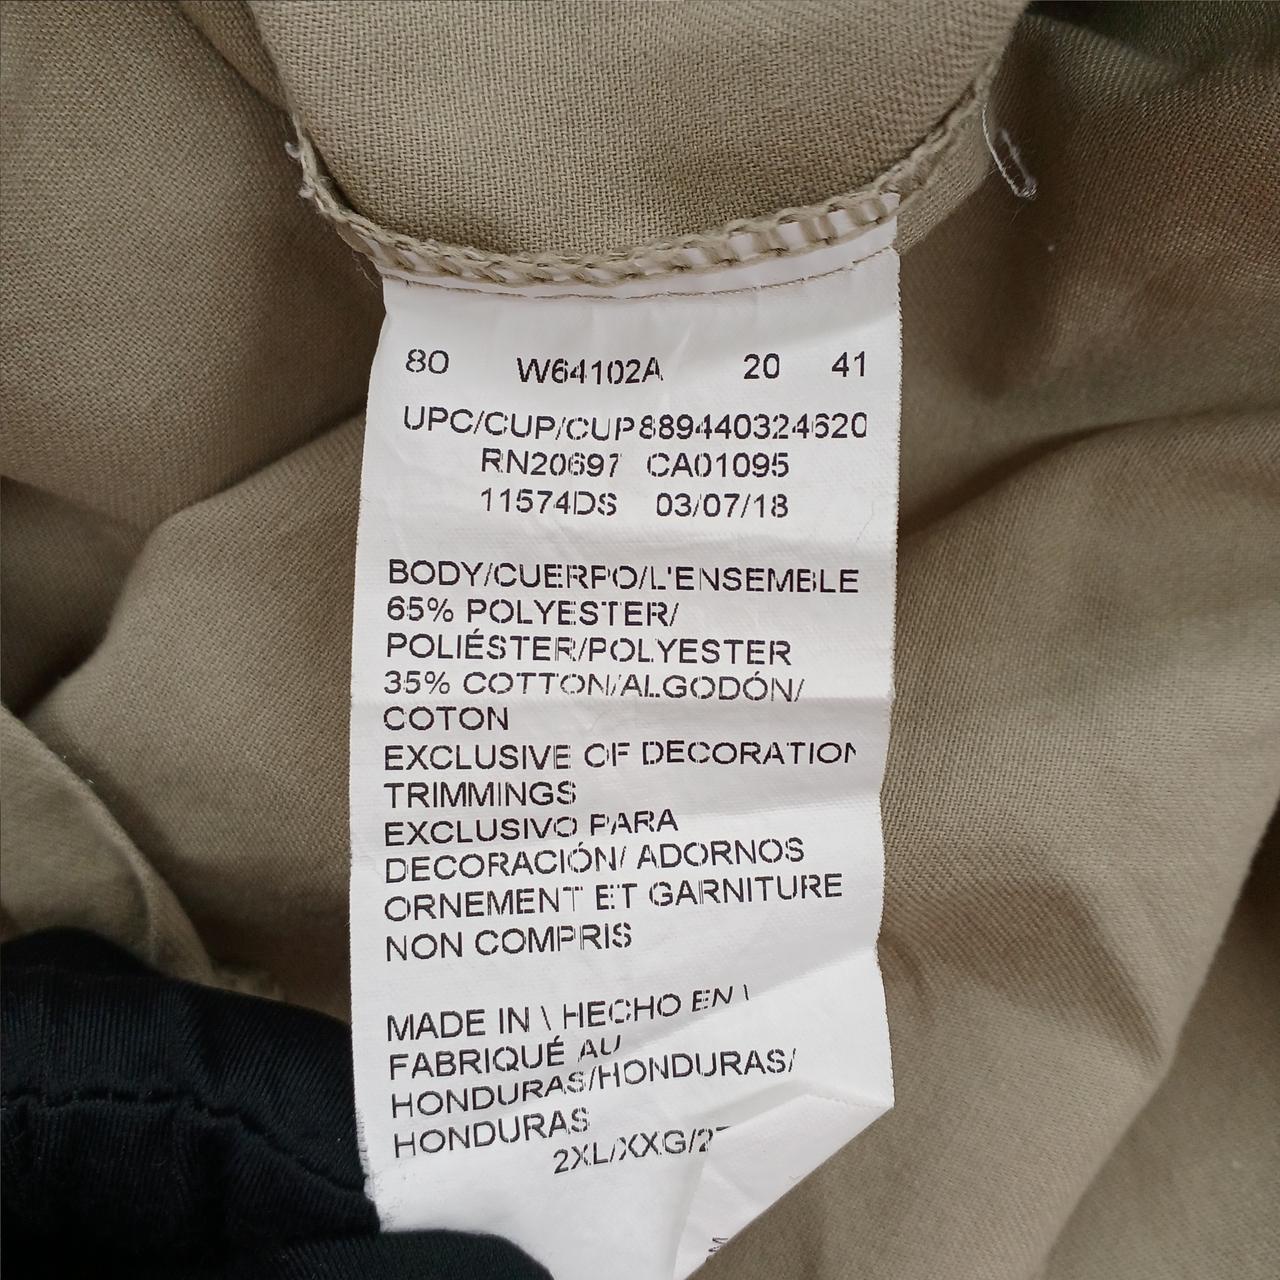 80 W64102A 20 41
UPC/CUP/CUP889440324620
RN20697 CA01095
11574DS 03/07/18
BODY/CUERPO/L'ENSEMBLE
65% POLYESTER/
POLIÉSTER/POLYESTER
35% COTTON/ALGODÓN/
COTON
EXCLUSIVE OF DECORATION
TRIMMINGS
EXCLUSIVO PARA
DECORACIÓN/ ADORNOS
ORNEMENT ET GARNITURE
NON COMPRIS
MADE IN \ HECHO EN \
FABRIQUÉ AU
HONDURAS/HONDURAS/
HONDURAS
2XL/XXG/2